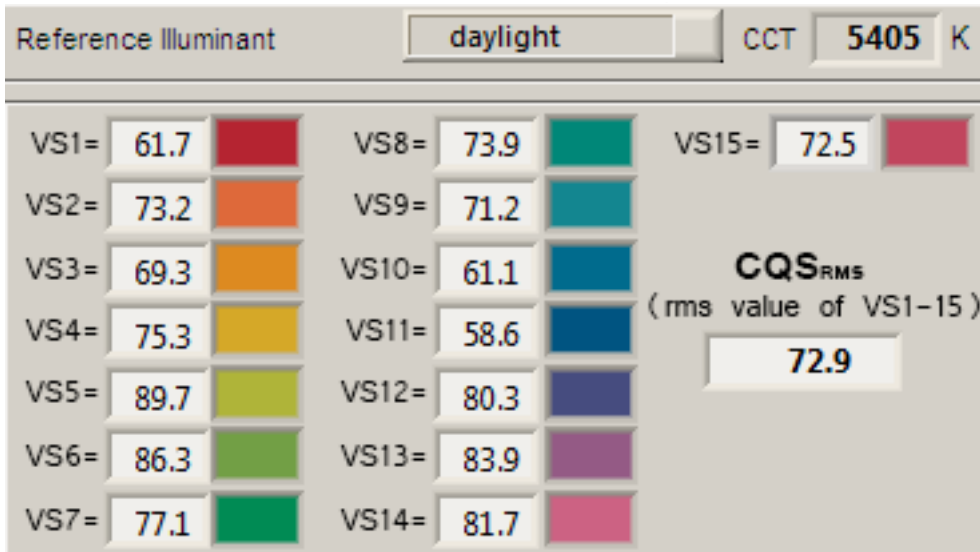 Reference Illuminant daylight CCT 5405 K
VS1= 61.7 VS8= 73.9 VS15= 72.5
VS2= 73.2 VS9= 71.2
VS3= 69.3 VS10= 61.1 CQSRMS
VS4= 75.3 VS11= 58.6 (rms value of VS1-15)
VS5= 89.7 VS12= 80.3 72.9
VS6= 86.3 VS13= 83.9
VS7= 77.1 VS14= 81.7